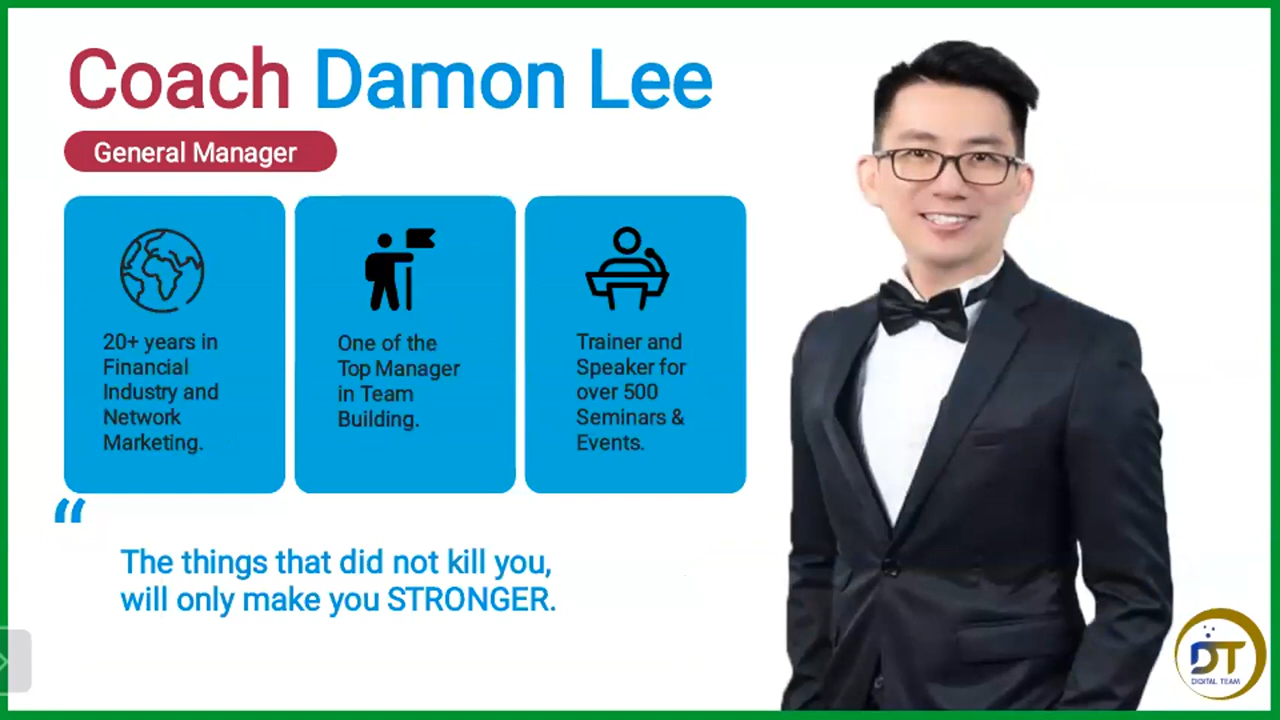 Coach Damon Lee
General Manager
20+ years in
Financial
Industry and
Network
Marketing.
One of the
Top Manager
in Team
Building.
Trainer and
Speaker for
over 500
Seminars &
Events.
“
The things that did not kill you,
will only make you STRONGER.
DT
DIGITAL TEAM